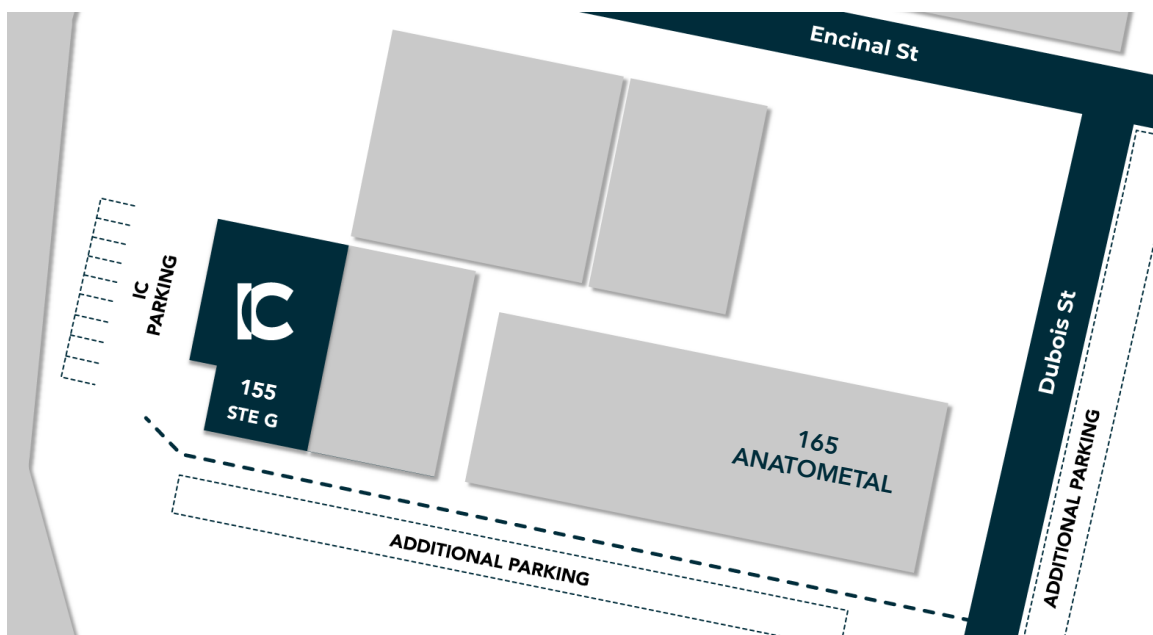 Encinal St
IC
PARKING
IC
155
STE G
Dubois St
165
ANATOMETAL
ADDITIONAL PARKING
ADDITIONAL PARKING